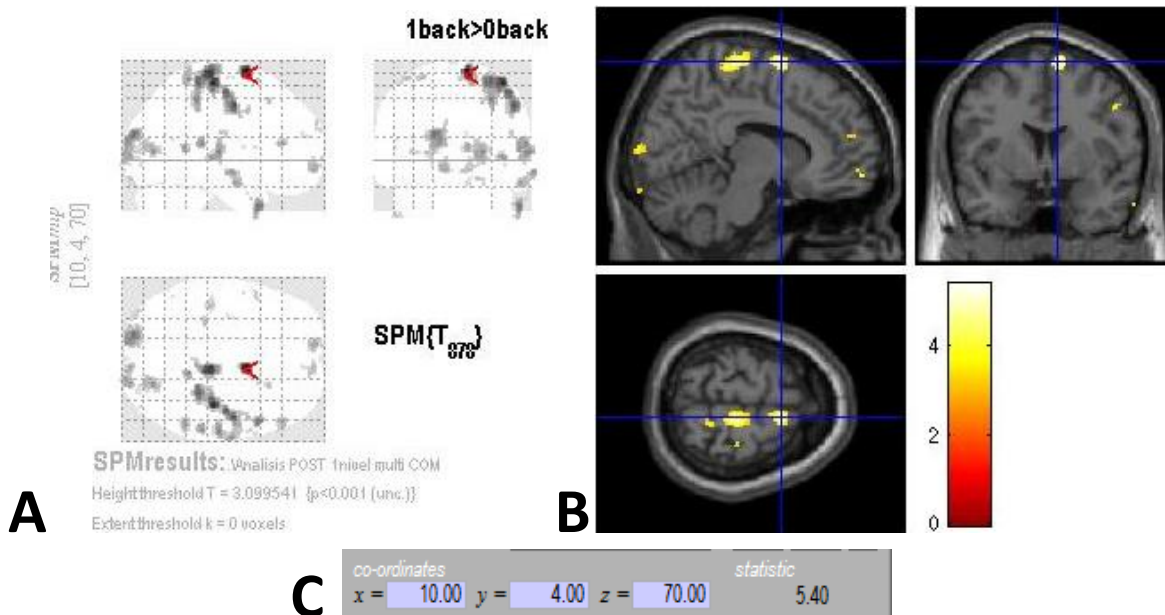 1back>0back
SPMmip
[10, 4, 70]
SPM{T}
SPMresults: .\Analisis POST 1nivel multi COM
Height threshold T = 3.099541 {p<0.001 (unc.)}
Extent threshold k = 0 voxels
A
B
4
2
0
C
co-ordinates statistic
x = 10.00 y = 4.00 z = 70.00 5.40